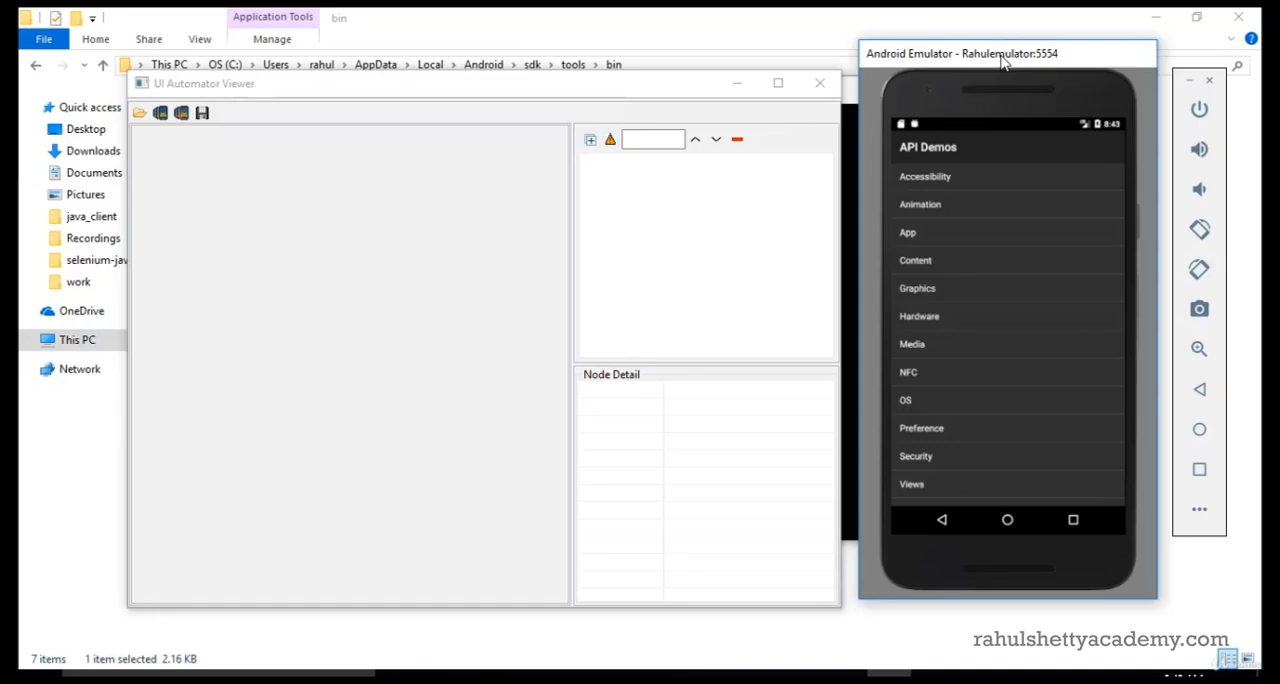 Application Tools
bin
File
Home
Share
View
Manage
This PC > OS (C:) > Users > rahul > AppData > Local > Android > sdk > tools > bin
Quick access
Desktop
Downloads
Documents
Pictures
java_client
Recordings
selenium-jav
work
OneDrive
This PC
Network
7 items
1 item selected 2.16 KB
UI Automator Viewer
Node Detail
Android Emulator - Rahulemulator:5554
8:43
API Demos
Accessibility
Animation
App
Content
Graphics
Hardware
Media
NFC
OS
Preference
Security
Views
rahulshettyacademy.com